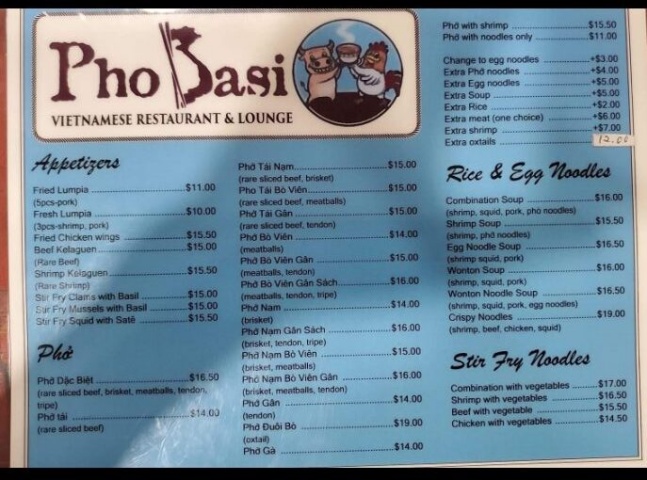 Pho Basi
VIETNAMESE RESTAURANT & LOUNGE
Appetizers
Fried Lumpia $11.00
(5pcs-pork)
Fresh Lumpia $10.00
(3pcs-shrimp, pork)
Fried Chicken wings $15.50
Beef Kelaguen $15.00
(Rare Beef)
Shrimp Kelaguen $15.50
(Rare Shrimp)
Stir Fry Clams with Basil $15.00
Stir Fry Mussels with Basil $15.00
Stir Fry Squid with Satê $15.50
Phở
Phở Dặc Biệt $16.50
(rare sliced beef, brisket, meatballs, tendon,
tripe)
Phở tái $14.00
(rare sliced beef)
Phở Tái Nạm $15.00
(rare sliced beef, brisket)
Phở Tái Bò Viên $15.00
(rare sliced beef, meatballs)
Phở Tái Gân $15.00
(rare sliced beef, tendon)
Phở Bò Viên $14.00
(meatballs)
Phở Bò Viên Gân $15.00
(meatballs, tendon)
Phở Bò Viên Gân Sách $16.00
(meatballs, tendon, tripe)
Phở Nam $14.00
(brisket)
Phở Nạm Gân Sách $16.00
(brisket, tendon, tripe)
Phở Nạm Bò Viên $15.00
(brisket, meatballs)
Phở Nạm Bò Viên Gân $16.00
(brisket, meatballs, tendon)
Phở Gân $14.00
(tendon)
Phở Đuôi Bò $19.00
(oxtail)
Phở Gà $14.00
Phở with shrimp $15.50
Phở with noodles only $11.00
Change to egg noodles +$3.00
Extra Phở noodles +$4.00
Extra Egg noodles +$5.00
Extra Soup +$5.00
Extra Rice +$2.00
Extra meat (one choice) +$6.00
Extra shrimp +$7.00
Extra oxtails 12.00
Rice & Egg Noodles
Combination Soup $16.00
(shrimp, squid, pork, phở noodles)
Shrimp Soup $15.50
(shrimp, phở noodles)
Egg Noodle Soup $16.50
(shrimp, squid, pork)
Wonton Soup $16.00
(shrimp, squid, pork)
Wonton Noodle Soup $16.50
(shrimp, squid, pork, egg noodles)
Crispy Noodles $19.00
(shrimp, beef, chicken, squid)
Stir Fry Noodles
Combination with vegetables $17.00
Shrimp with vegetables $16.50
Beef with vegetable $15.50
Chicken with vegetables $14.50